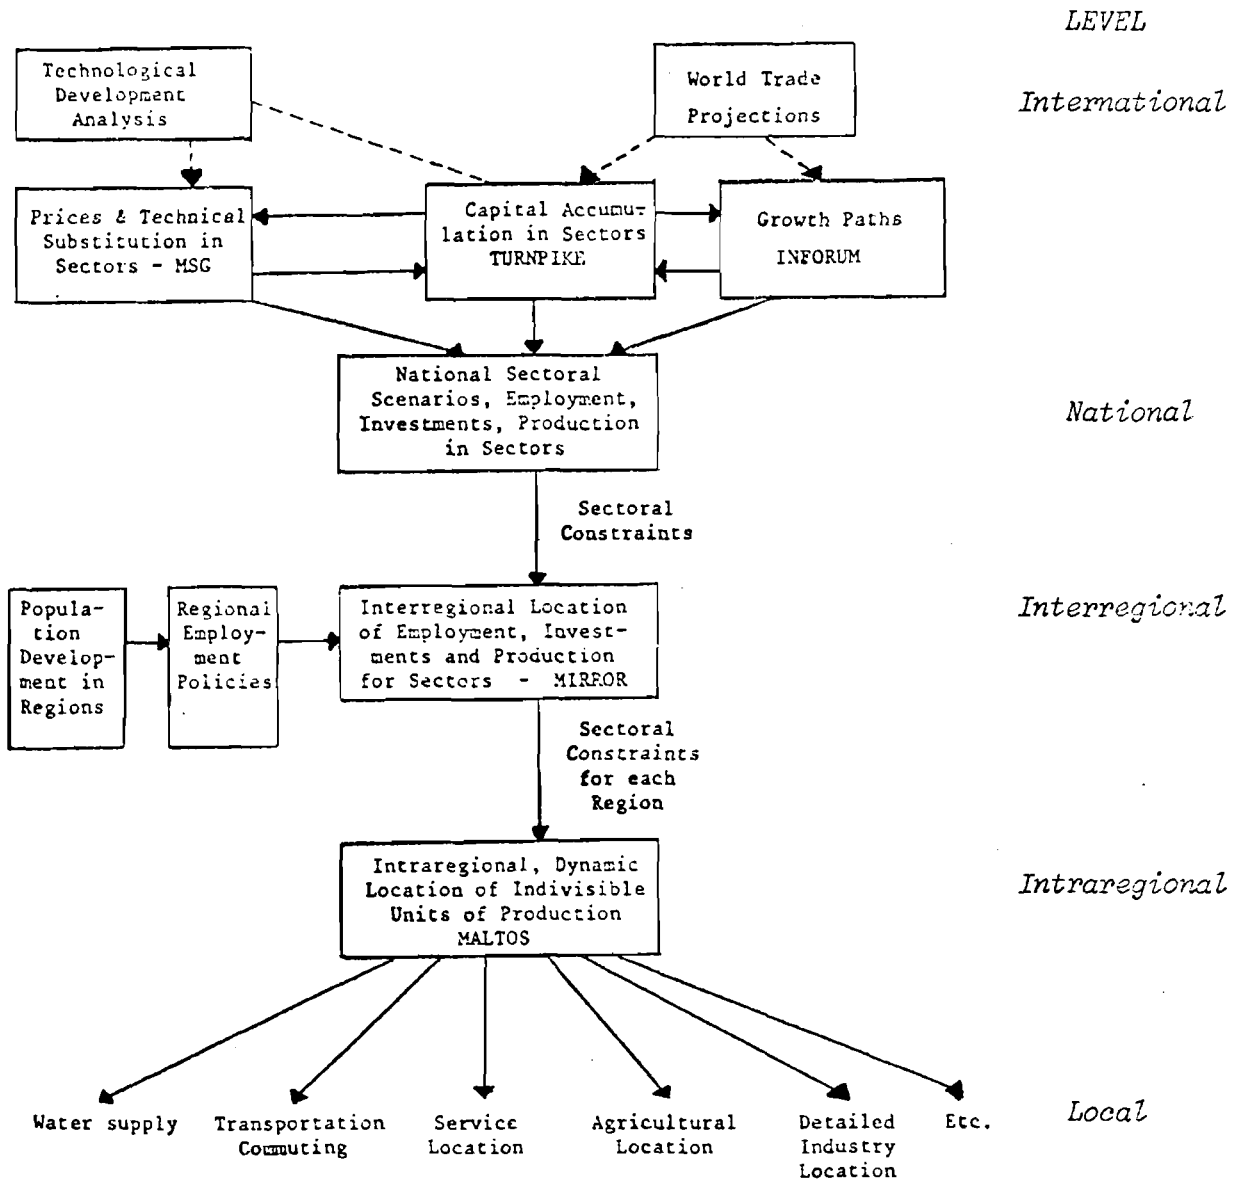 LEVEL
Technological
Development
Analysis
World Trade
Projections
International
Prices & Technical
Substitution in
Sectors - MSG
Capital Accumu-
lation in Sectors
TURNPIKE
Growth Paths
INFORUM
National Sectoral
Scenarios, Employment,
Investments, Production
in Sectors
National
Sectoral
Constraints
Popula-
tion
Develop-
ment in
Regions
Regional
Employ-
ment
Policies
Interregional Location
of Employment, Invest-
ments and Production
for Sectors - MIRROR
Interregional
Sectoral
Constraints
for each
Region
Intraregional, Dynamic
Location of Indivisible
Units of Production
MALTOS
Intraregional
Water supply
Transportation
Commuting
Service
Location
Agricultural
Location
Detailed
Industry
Location
Etc.
Local